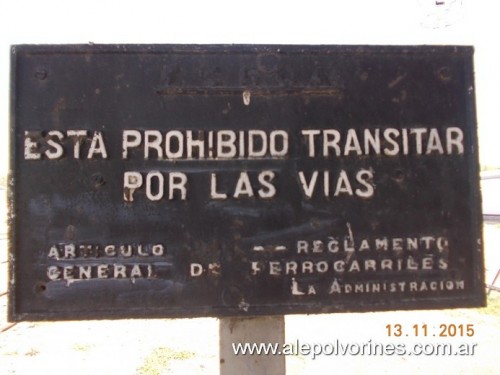 ESTA PROHIBIDO TRANSITAR
POR LAS VIAS
ARTICULO -- REGLAMENTO
GENERAL DE FERROCARRILES
LA ADMINISTRACION
13.11.2015
www.alepolvorines.com.ar